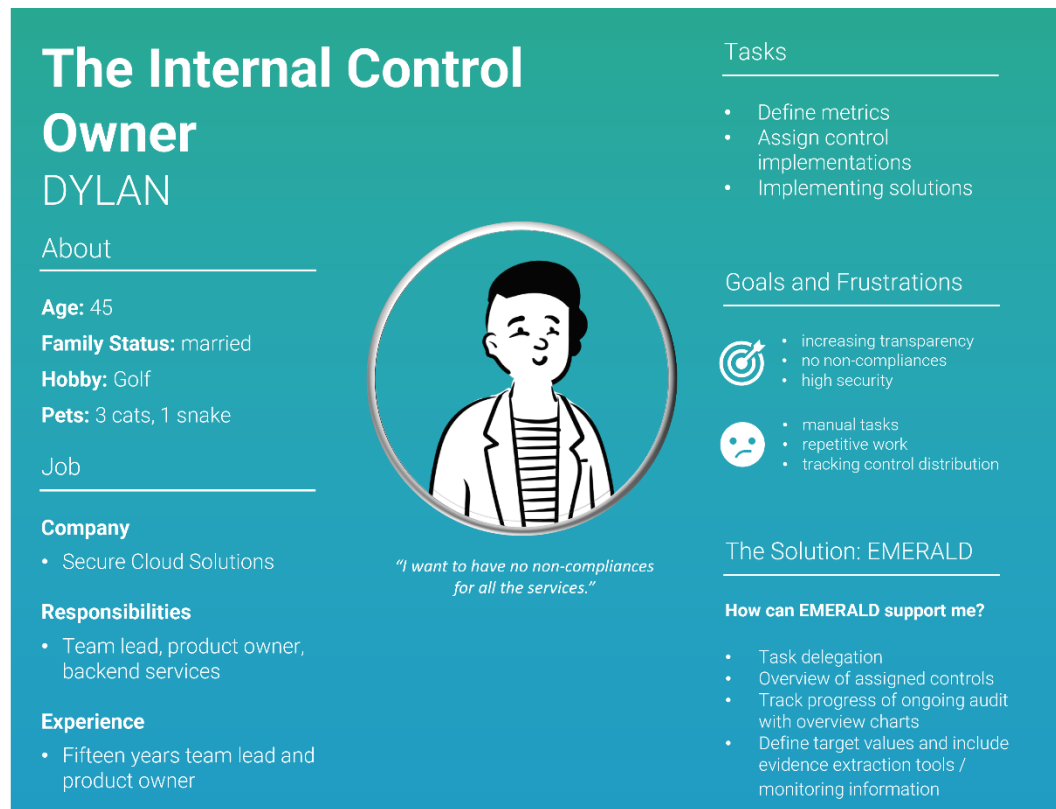 The Internal Control
Owner
DYLAN
About
Age: 45
Family Status: married
Hobby: Golf
Pets: 3 cats, 1 snake
Job
Company
• Secure Cloud Solutions
Responsibilities
• Team lead, product owner,
backend services
Experience
• Fifteen years team lead and
product owner
“I want to have no non-compliances
for all the services.”
Tasks
• Define metrics
• Assign control
implementations
• Implementing solutions
Goals and Frustrations
• increasing transparency
• no non-compliances
• high security
• manual tasks
• repetitive work
• tracking control distribution
The Solution: EMERALD
How can EMERALD support me?
• Task delegation
• Overview of assigned controls
• Track progress of ongoing audit
with overview charts
• Define target values and include
evidence extraction tools /
monitoring information